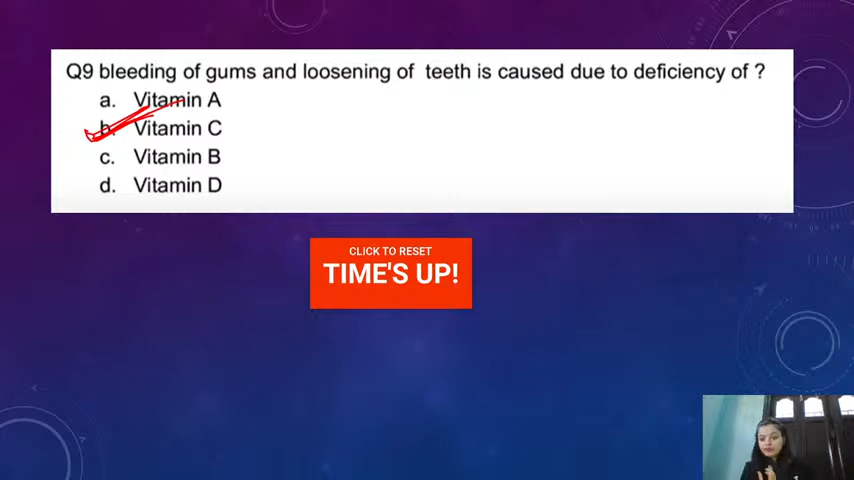 Q9 bleeding of gums and loosening of teeth is caused due to deficiency of ?
a. Vitamin A
b. Vitamin C
c. Vitamin B
d. Vitamin D
CLICK TO RESET
TIME'S UP!